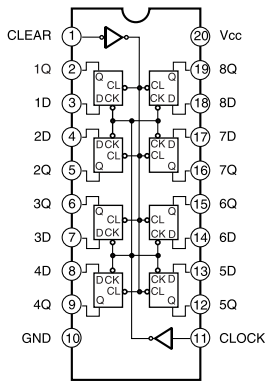 CLEAR 1 20 Vcc
1Q 2 Q Q 19 8Q
CL CL
1D 3 D CK CK D 18 8D
2D 4 D CK CK D 17 7D
CL CL
2Q 5 Q Q 16 7Q
3Q 6 Q Q 15 6Q
CL CL
3D 7 D CK CK D 14 6D
4D 8 D CK CK D 13 5D
CL CL
4Q 9 Q Q 12 5Q
GND 10 11 CLOCK